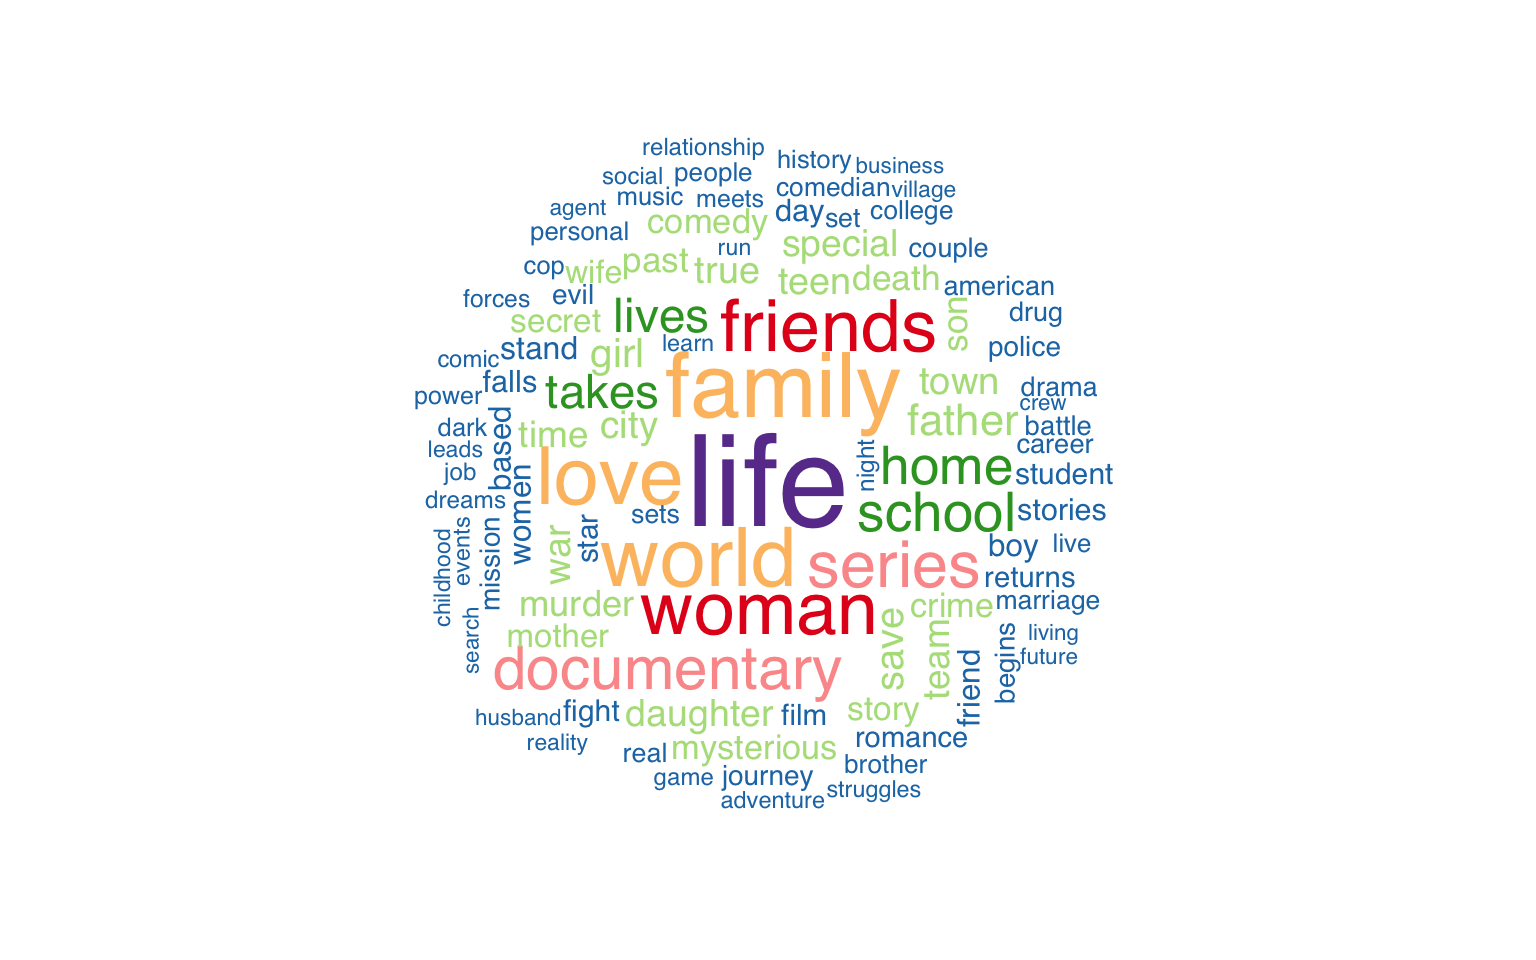 relationship
history
business
social
people
comedian
village
music
meets
agent
comedy
day
set
college
personal
run
special
couple
cop
wife
past
true
teen
death
american
forces
evil
lives
friends
son
drug
secret
learn
police
comic
stand
girl
family
town
drama
power
falls
takes
father
crew
dark
based
time
city
battle
leads
love
life
night
home
career
job
women
student
dreams
sets
school
stories
childhood
events
mission
war
star
world
series
boy
live
returns
murder
woman
crime
marriage
search
mother
save
team
begins
living
documentary
friend
future
husband
fight
daughter
film
story
reality
real
mysterious
romance
game
journey
brother
adventure
struggles